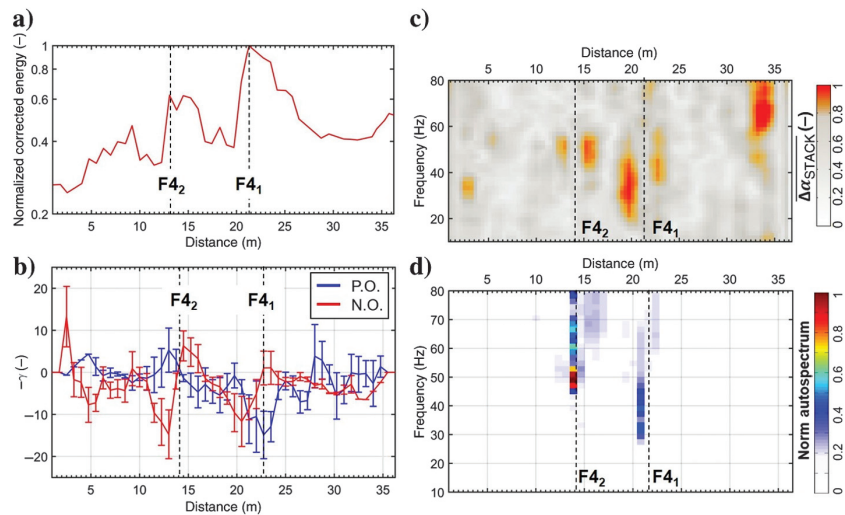 a)
Normalized corrected energy (–)
1
0.8
0.6
0.4
0.2
F4₂
F4₁
5 10 15 20 25 30 35
Distance (m)
b)
–γ (–)
20
10
0
–10
–20
F4₂
F4₁
P.O.
N.O.
5 10 15 20 25 30 35
Distance (m)
c)
Distance (m)
5 10 15 20 25 30 35
Frequency (Hz)
80
60
40
20
F4₂
F4₁
1
0.8
0.6
0.4
0.2
0
Δα_STACK (–)
d)
Distance (m)
5 10 15 20 25 30 35
Frequency (Hz)
80
70
60
50
40
30
20
10
F4₂
F4₁
1
0.8
0.6
0.4
0.2
0
Norm autospectrum